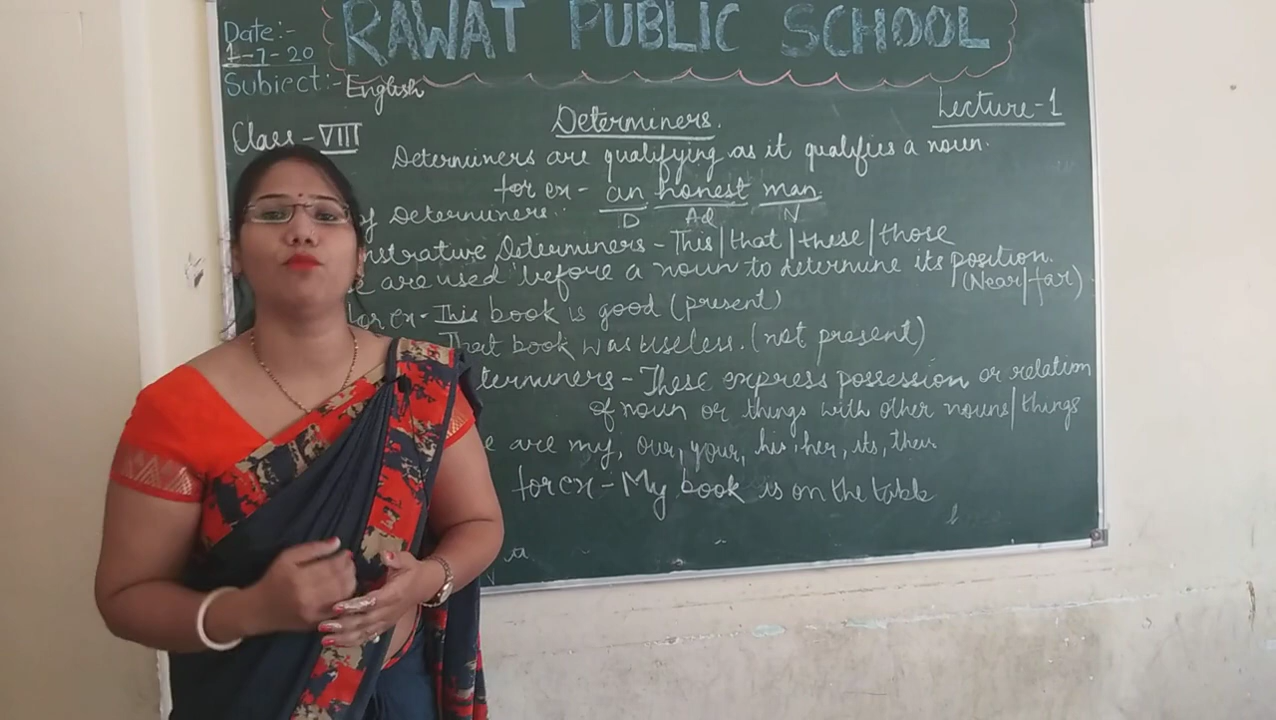 RAWAT PUBLIC SCHOOL
Date:-
1-7-20
Subject:- English
Lecture-1
Class - VIII
Determiners.
Determiners are qualifying as it qualifies a noun.
for ex - an honest man.
D Ad N
of Determiners:
nstrative Determiners - This|that|these|those
e are used before a noun to determine its position.
(Near/far).
for ex - This book is good (present)
That book was useless. (not present)
terminers - These express possession or relation
of noun or things with other nouns/things
e are my, our, your, his, her, its, their
for ex - My book is on the table